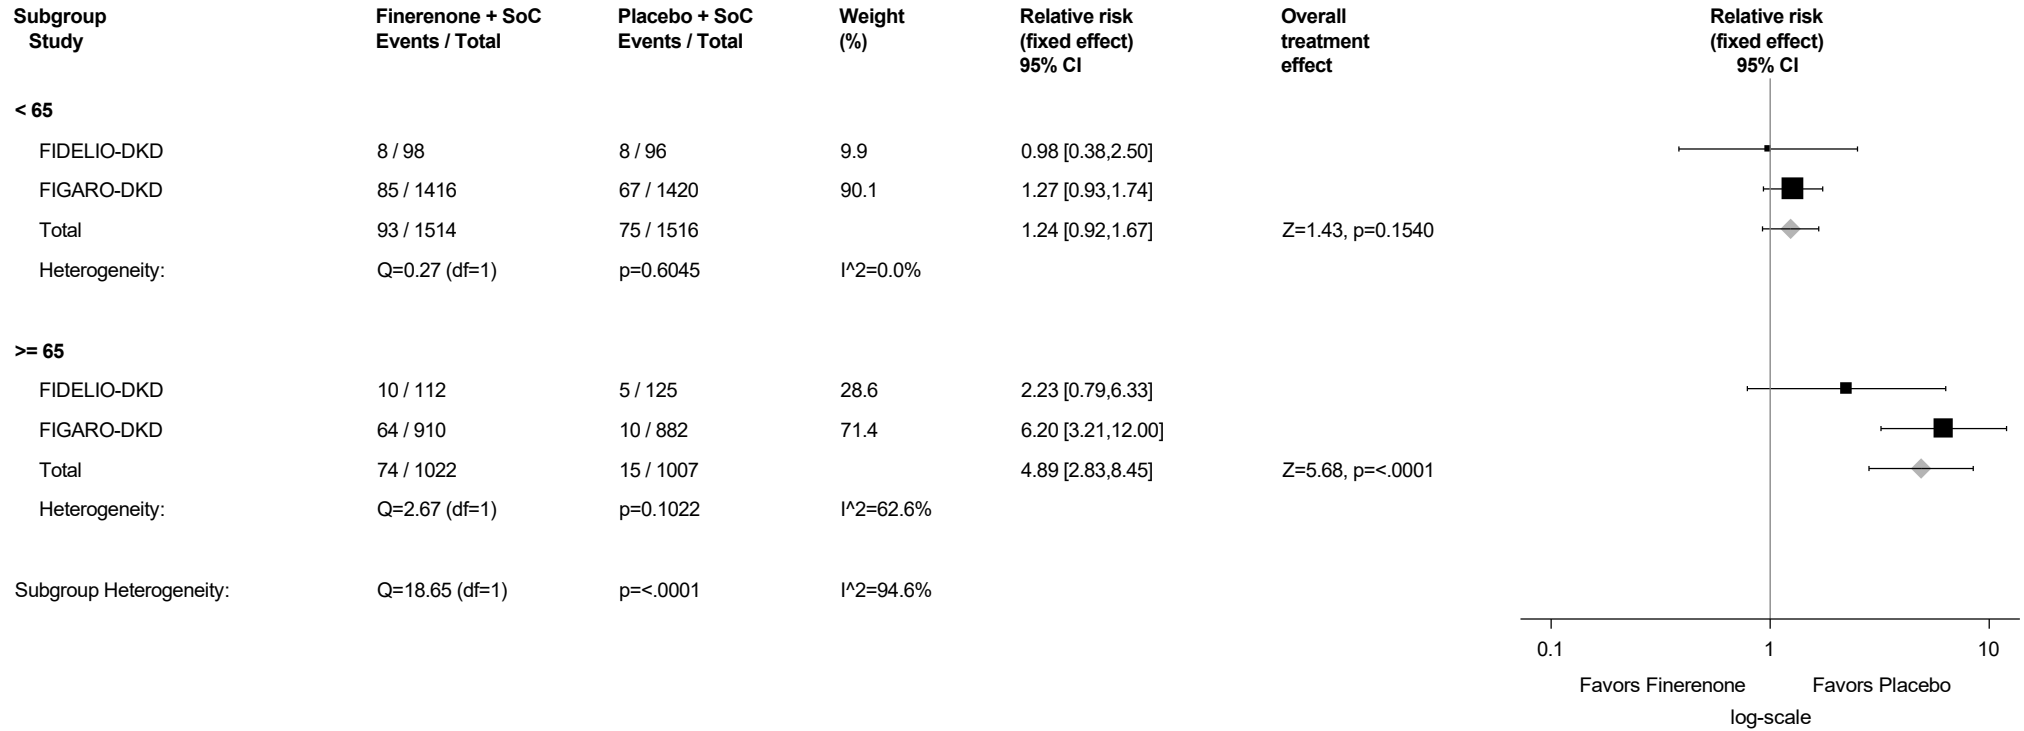 Subgroup Finerenone + SoC Placebo + SoC Weight Relative risk Overall Relative risk
Study Events / Total Events / Total (%) (fixed effect) treatment (fixed effect)
95% CI effect 95% CI
< 65
FIDELIO-DKD 8 / 98 8 / 96 9.9 0.98 [0.38,2.50]
FIGARO-DKD 85 / 1416 67 / 1420 90.1 1.27 [0.93,1.74]
Total 93 / 1514 75 / 1516 1.24 [0.92,1.67] Z=1.43, p=0.1540
Heterogeneity: Q=0.27 (df=1) p=0.6045 I^2=0.0%
>= 65
FIDELIO-DKD 10 / 112 5 / 125 28.6 2.23 [0.79,6.33]
FIGARO-DKD 64 / 910 10 / 882 71.4 6.20 [3.21,12.00]
Total 74 / 1022 15 / 1007 4.89 [2.83,8.45] Z=5.68, p=<.0001
Heterogeneity: Q=2.67 (df=1) p=0.1022 I^2=62.6%
Subgroup Heterogeneity: Q=18.65 (df=1) p=<.0001 I^2=94.6%
0.1 1 10
Favors Finerenone Favors Placebo
log-scale